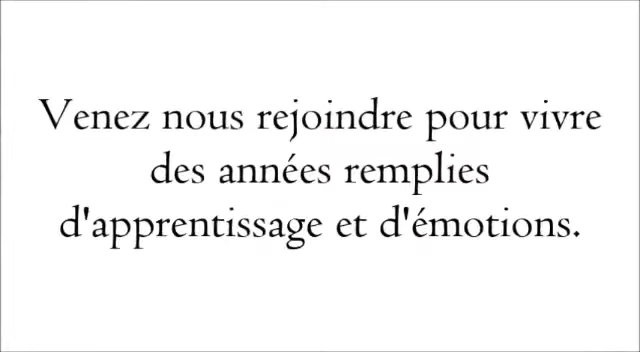 Venez nous rejoindre pour vivre
des années remplies
d'apprentissage et d'émotions.